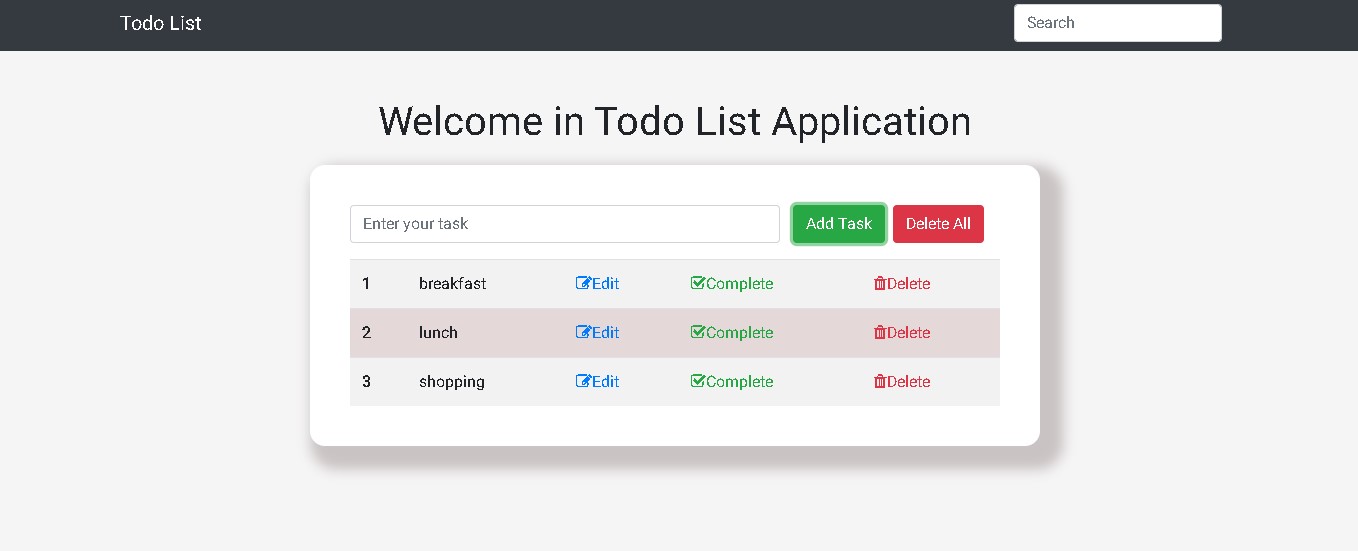 Todo List Search
Welcome in Todo List Application
Enter your task Add Task Delete All
1 breakfast Edit Complete Delete
2 lunch Edit Complete Delete
3 shopping Edit Complete Delete